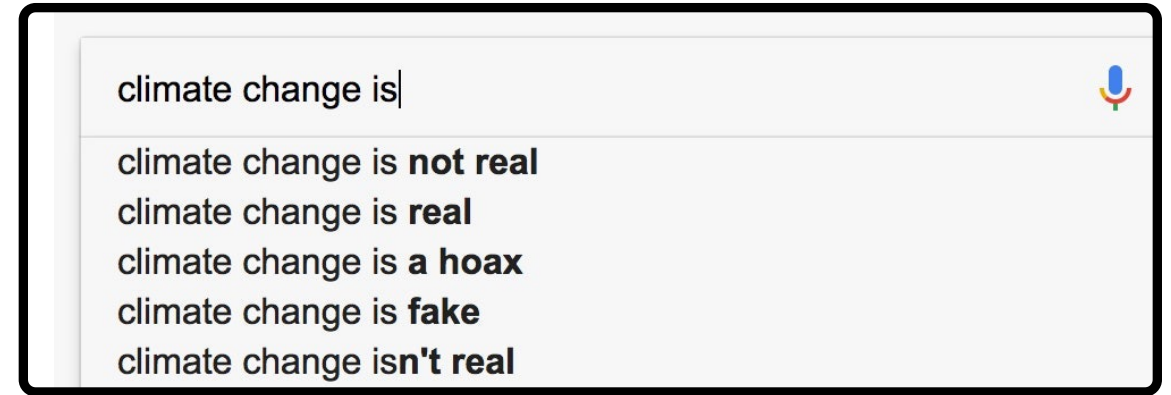 climate change is
climate change is not real
climate change is real
climate change is a hoax
climate change is fake
climate change isn't real